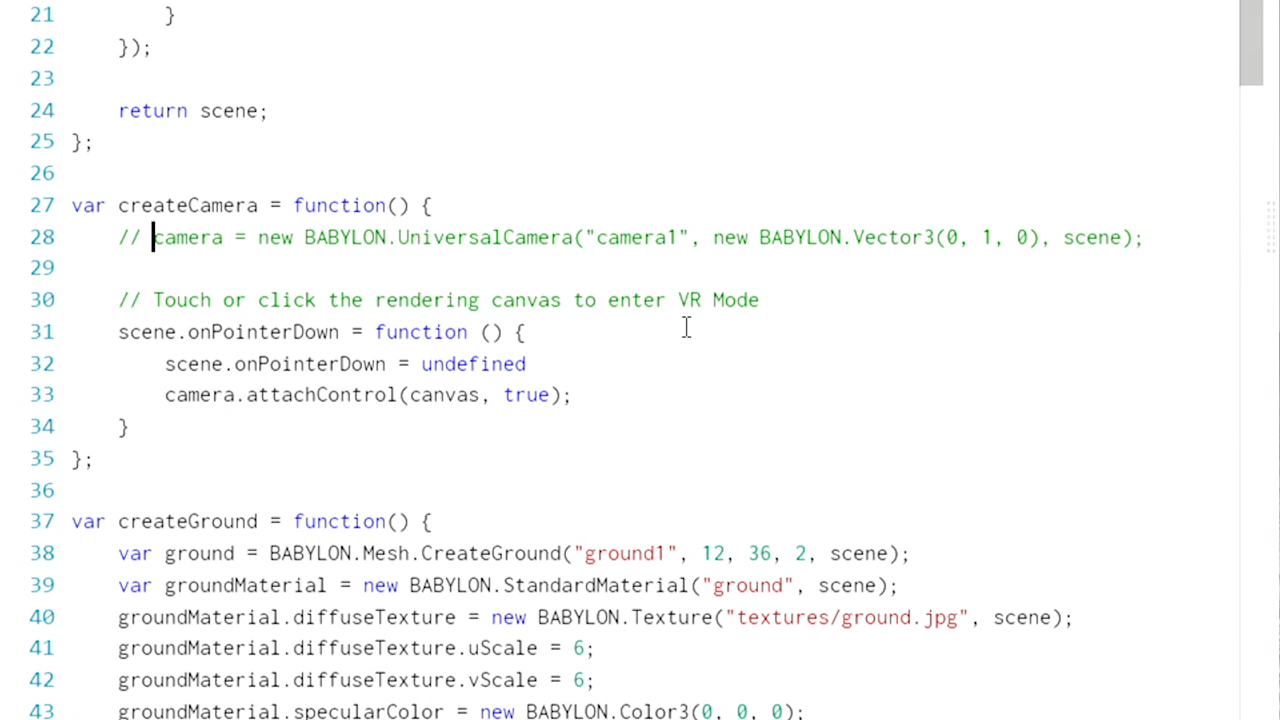 21 }
22 });
23
24 return scene;
25 };
26
27 var createCamera = function() {
28 // camera = new BABYLON.UniversalCamera("camera1", new BABYLON.Vector3(0, 1, 0), scene);
29
30 // Touch or click the rendering canvas to enter VR Mode
31 scene.onPointerDown = function () {
32 scene.onPointerDown = undefined
33 camera.attachControl(canvas, true);
34 }
35 };
36
37 var createGround = function() {
38 var ground = BABYLON.Mesh.CreateGround("ground1", 12, 36, 2, scene);
39 var groundMaterial = new BABYLON.StandardMaterial("ground", scene);
40 groundMaterial.diffuseTexture = new BABYLON.Texture("textures/ground.jpg", scene);
41 groundMaterial.diffuseTexture.uScale = 6;
42 groundMaterial.diffuseTexture.vScale = 6;
43 groundMaterial.specularColor = new BABYLON.Color3(0, 0, 0);